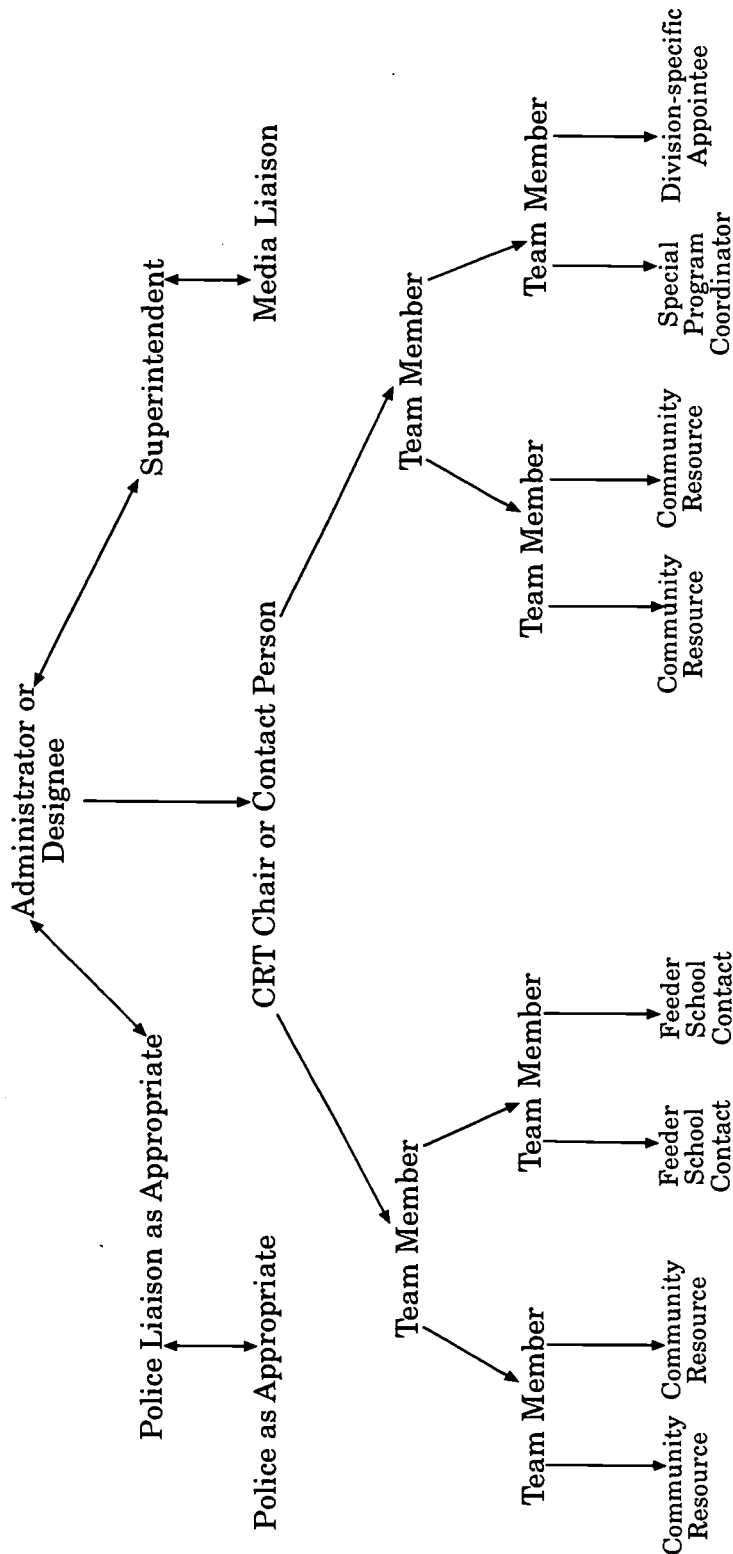 Administrator or
Designee
Police Liaison as Appropriate
Superintendent
Police as Appropriate
CRT Chair or Contact Person
Media Liaison
Team Member
Team Member
Team Member
Team Member
Team Member
Team Member
Community
Resource
Community
Resource
Feeder
School
Contact
Feeder
School
Contact
Community
Resource
Community
Resource
Special
Program
Coordinator
Division-specific
Appointee